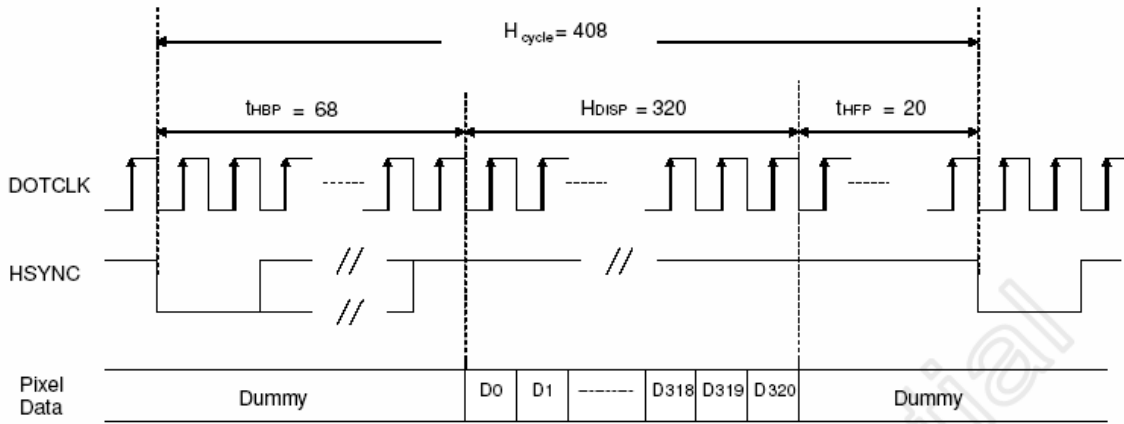 H cycle = 408
tHBP = 68
HDISP = 320
tHFP = 20
DOTCLK
HSYNC
Pixel
Data
Dummy
D0
D1
D318
D319
D320
Dummy